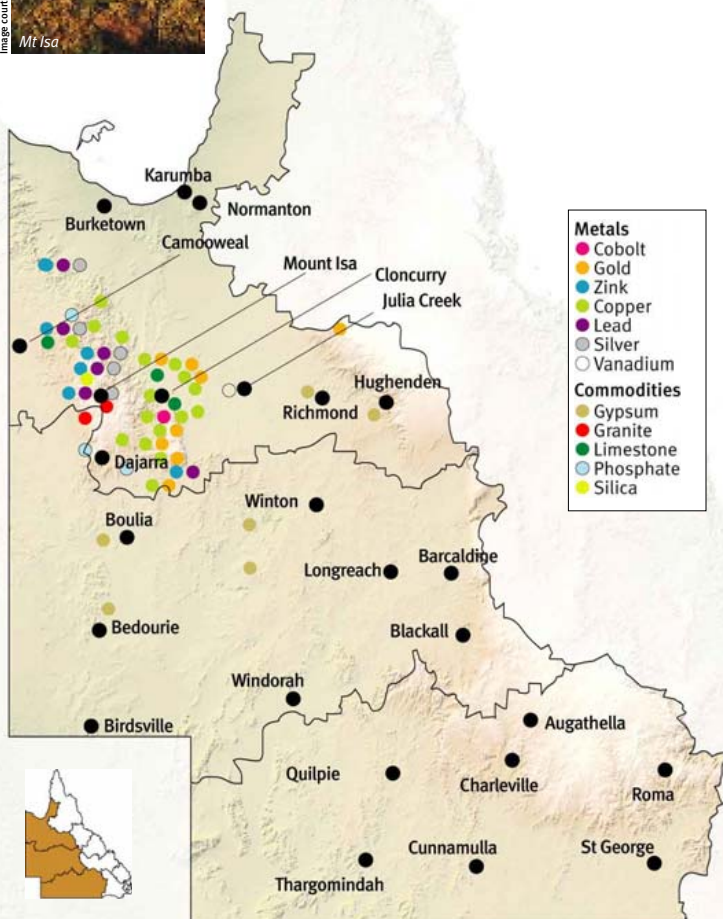 Image court
Mt Isa
Karumba
Burketown
Normanton
Camooweal
Mount Isa
Cloncurry
Julia Creek
Richmond
Hughenden
Dajarra
Winton
Boulia
Longreach
Barcaldine
Bedourie
Blackall
Windorah
Birdsville
Augathella
Quilpie
Charleville
Roma
Cunnamulla
St George
Thargomindah
Metals
Cobolt
Gold
Zink
Copper
Lead
Silver
Vanadium
Commodities
Gypsum
Granite
Limestone
Phosphate
Silica